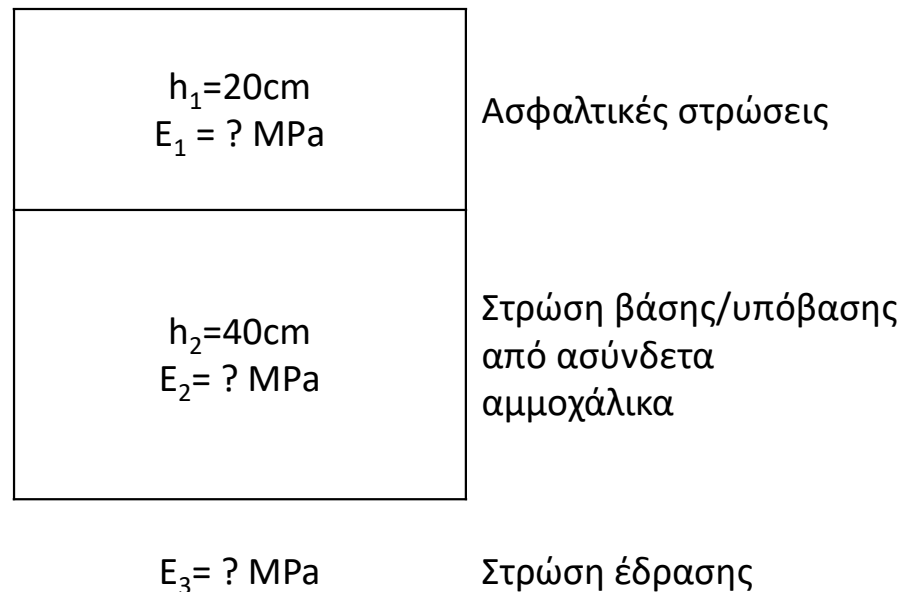 h₁=20cm
E₁ = ? MPa
Ασφαλτικές στρώσεις
h₂=40cm
E₂= ? MPa
Στρώση βάσης/υπόβασης
από ασύνδετα
αμμοχάλικα
E₃= ? MPa
Στρώση έδρασης